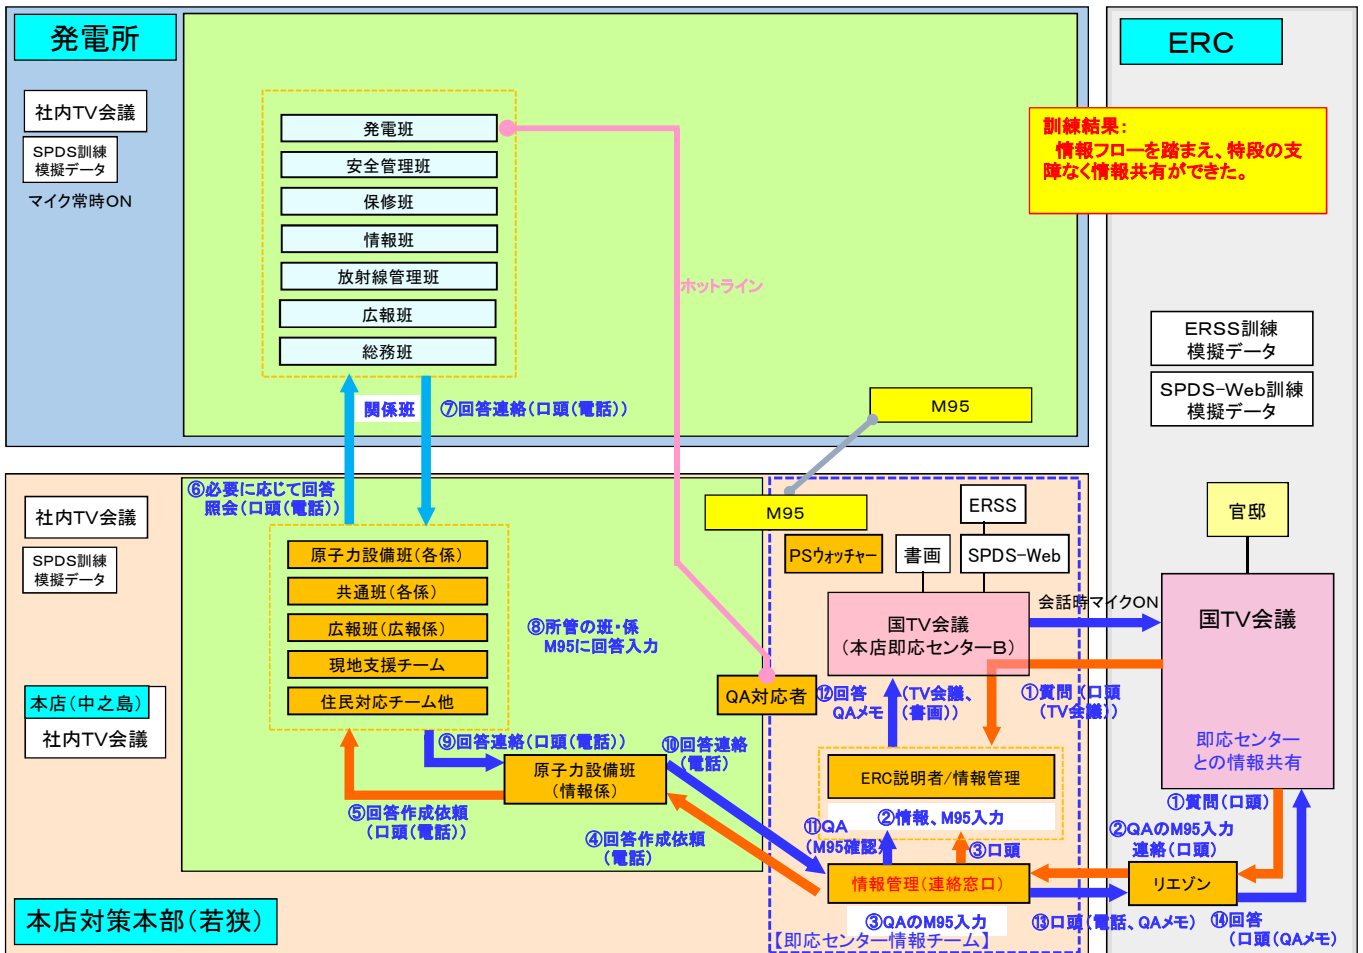 発電所
社内TV会議
SPDS訓練
模擬データ
マイク常時ON
発電班
安全管理班
保修班
情報班
放射線管理班
広報班
総務班
ホットライン
関係班
⑦回答連絡(口頭(電話))
M95
ERC
訓練結果:
情報フローを踏まえ、特段の支
障なく情報共有ができた。
ERSS訓練
模擬データ
SPDS-Web訓練
模擬データ
官邸
国TV会議
即応センター
との情報共有
⑥必要に応じて回答
照会(口頭(電話))
社内TV会議
SPDS訓練
模擬データ
本店(中之島)
社内TV会議
原子力設備班(各係)
共通班(各係)
広報班(広報係)
現地支援チーム
住民対応チーム他
⑧所管の班・係
M95に回答入力
M95
PSウォッチャー
書画
ERSS
SPDS-Web
国TV会議
(本店即応センターB)
会話時マイクON
QA対応者
⑫回答
QAメモ
(TV会議、
(書画))
①質問(口頭
(TV会議))
⑨回答連絡(口頭(電話))
⑩回答連絡
(電話)
原子力設備班
(情報係)
⑤回答作成依頼
(口頭(電話))
④回答作成依頼
(電話)
ERC説明者/情報管理
②情報、M95入力
⑪QA
(M95確認)
③口頭
情報管理(連絡窓口)
③QAのM95入力
【即応センター情報チーム】
①質問(口頭)
②QAのM95入力
連絡(口頭)
リエゾン
⑬口頭(電話、QAメモ)
⑭回答
(口頭(QAメモ)
本店対策本部(若狭)